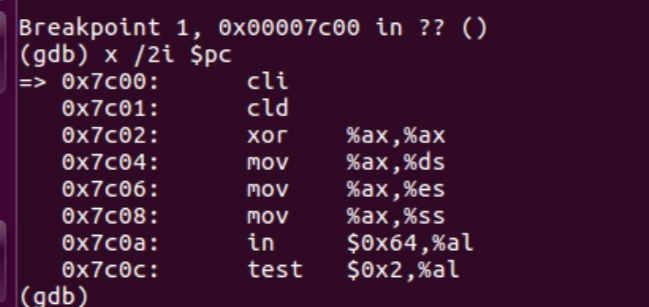 Breakpoint 1, 0x00007c00 in ?? ()
(gdb) x /2i $pc
=> 0x7c00:      cli
   0x7c01:      cld
   0x7c02:      xor    %ax,%ax
   0x7c04:      mov    %ax,%ds
   0x7c06:      mov    %ax,%es
   0x7c08:      mov    %ax,%ss
   0x7c0a:      in     $0x64,%al
   0x7c0c:      test   $0x2,%al
(gdb)